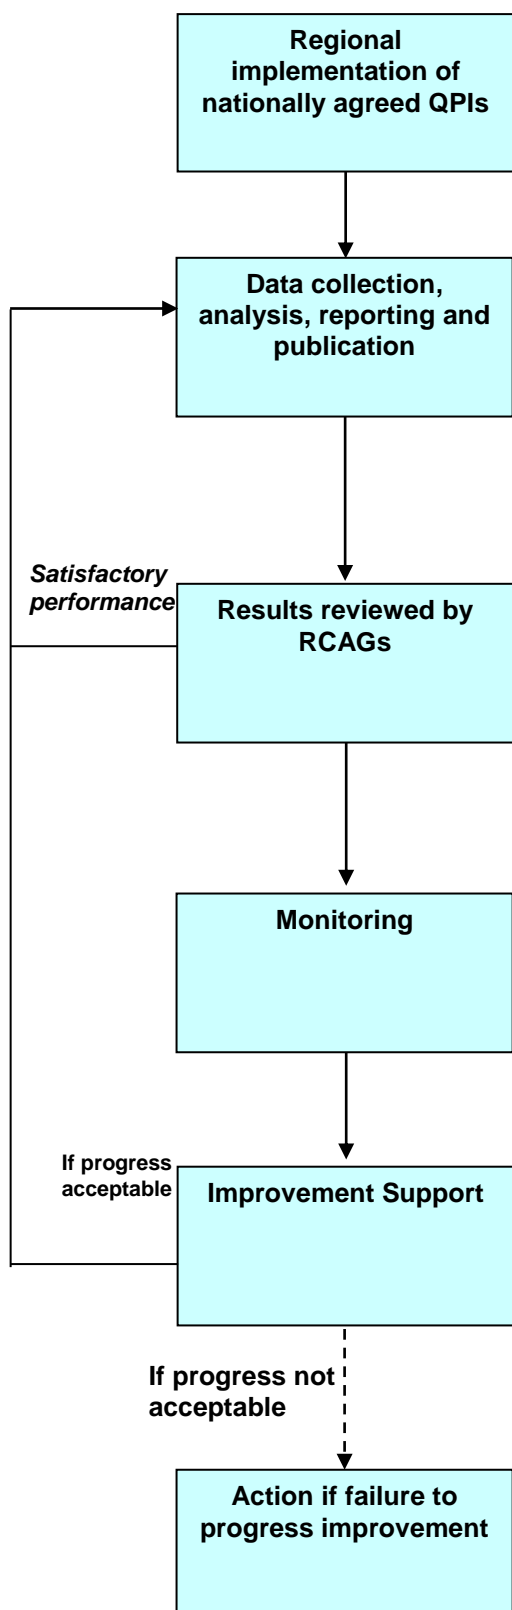 Regional
implementation of
nationally agreed QPIs
Data collection,
analysis, reporting and
publication
Satisfactory
performance
Results reviewed by
RCAGs
Monitoring
If progress
acceptable
Improvement Support
If progress not
acceptable
Action if failure to
progress improvement